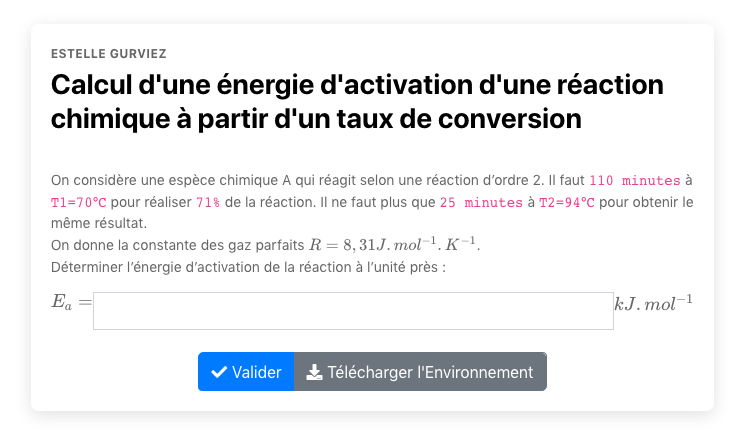 ESTELLE GURVIEZ
Calcul d'une énergie d'activation d'une réaction
chimique à partir d'un taux de conversion
On considère une espèce chimique A qui réagit selon une réaction d'ordre 2. Il faut 110 minutes à
T1=70°C pour réaliser 71% de la réaction. Il ne faut plus que 25 minutes à T2=94°C pour obtenir le
même résultat.
On donne la constante des gaz parfaits R = 8,31J.mol⁻¹.K⁻¹.
Déterminer l'énergie d'activation de la réaction à l'unité près :
Eₐ = kJ.mol⁻¹
Valider Télécharger l'Environnement